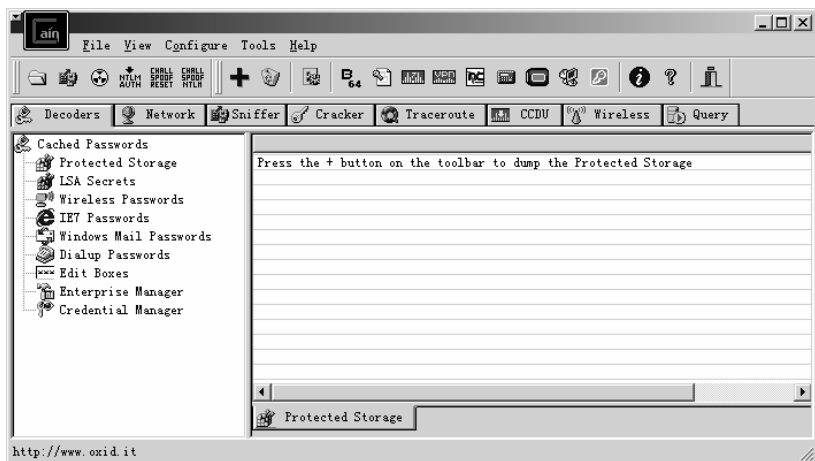 aín
File View Configure Tools Help
NTLM AUTH CHALL SPOOF RESET CHALL SPOOF NTLM B64
Decoders Network Sniffer Cracker Traceroute CCDU Wireless Query
Cached Passwords
Protected Storage
LSA Secrets
Wireless Passwords
IE7 Passwords
Windows Mail Passwords
Dialup Passwords
Edit Boxes
Enterprise Manager
Credential Manager
Press the + button on the toolbar to dump the Protected Storage
Protected Storage
http://www.oxid.it